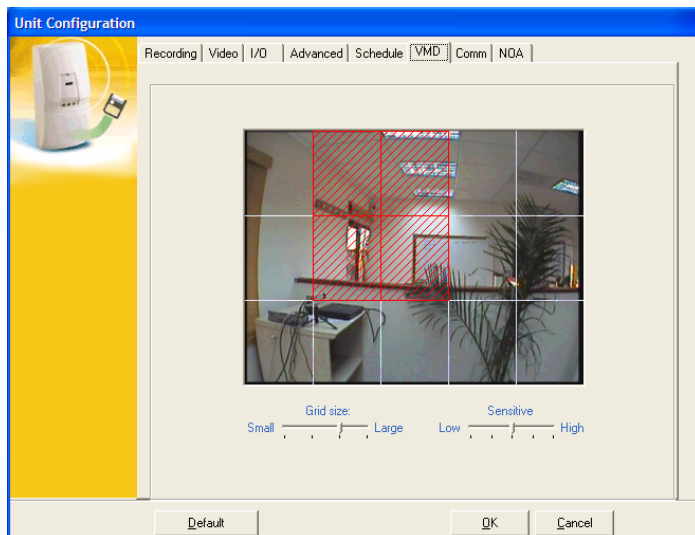 Unit Configuration
Recording Video I/O Advanced Schedule VMD Comm NOA
Grid size: Sensitive
Small Large Low High
Default OK Cancel